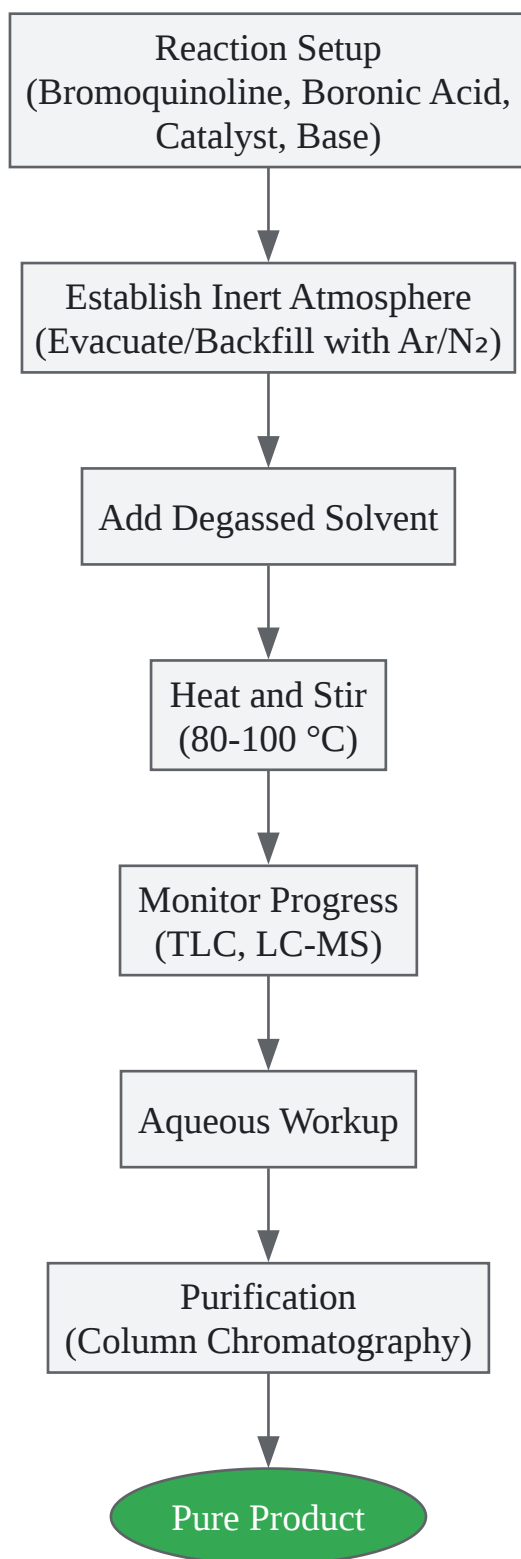 Reaction Setup
(Bromoquinoline, Boronic Acid,
Catalyst, Base)
Establish Inert Atmosphere
(Evacuate/Backfill with Ar/N₂)
Add Degassed Solvent
Heat and Stir
(80-100 °C)
Monitor Progress
(TLC, LC-MS)
Aqueous Workup
Purification
(Column Chromatography)
Pure Product